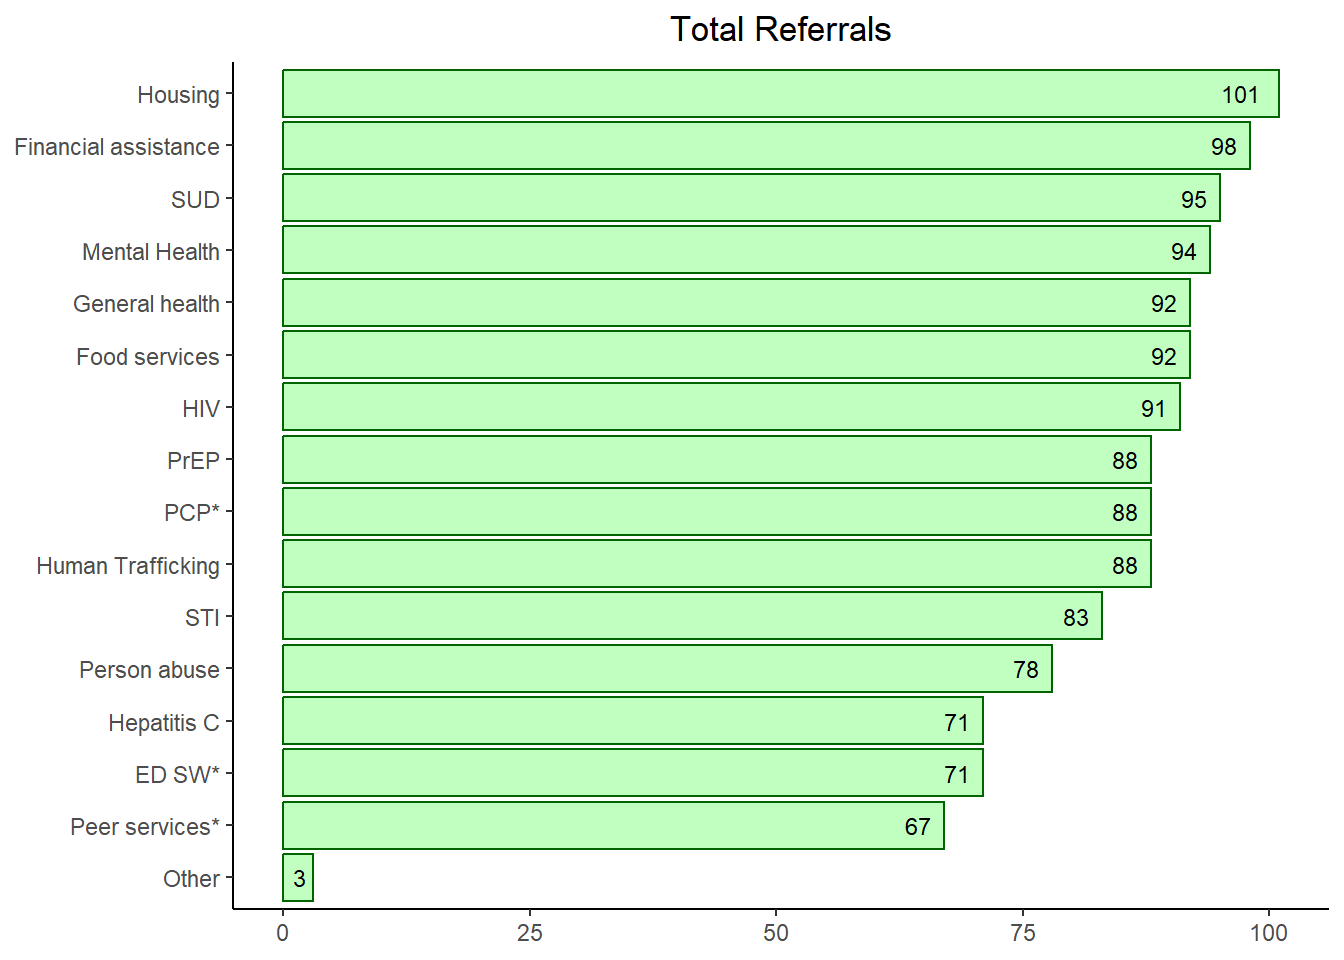 Total Referrals
Housing 101
Financial assistance 98
SUD 95
Mental Health 94
General health 92
Food services 92
HIV 91
PrEP 88
PCP* 88
Human Trafficking 88
STI 83
Person abuse 78
Hepatitis C 71
ED SW* 71
Peer services* 67
Other 3
0 25 50 75 100